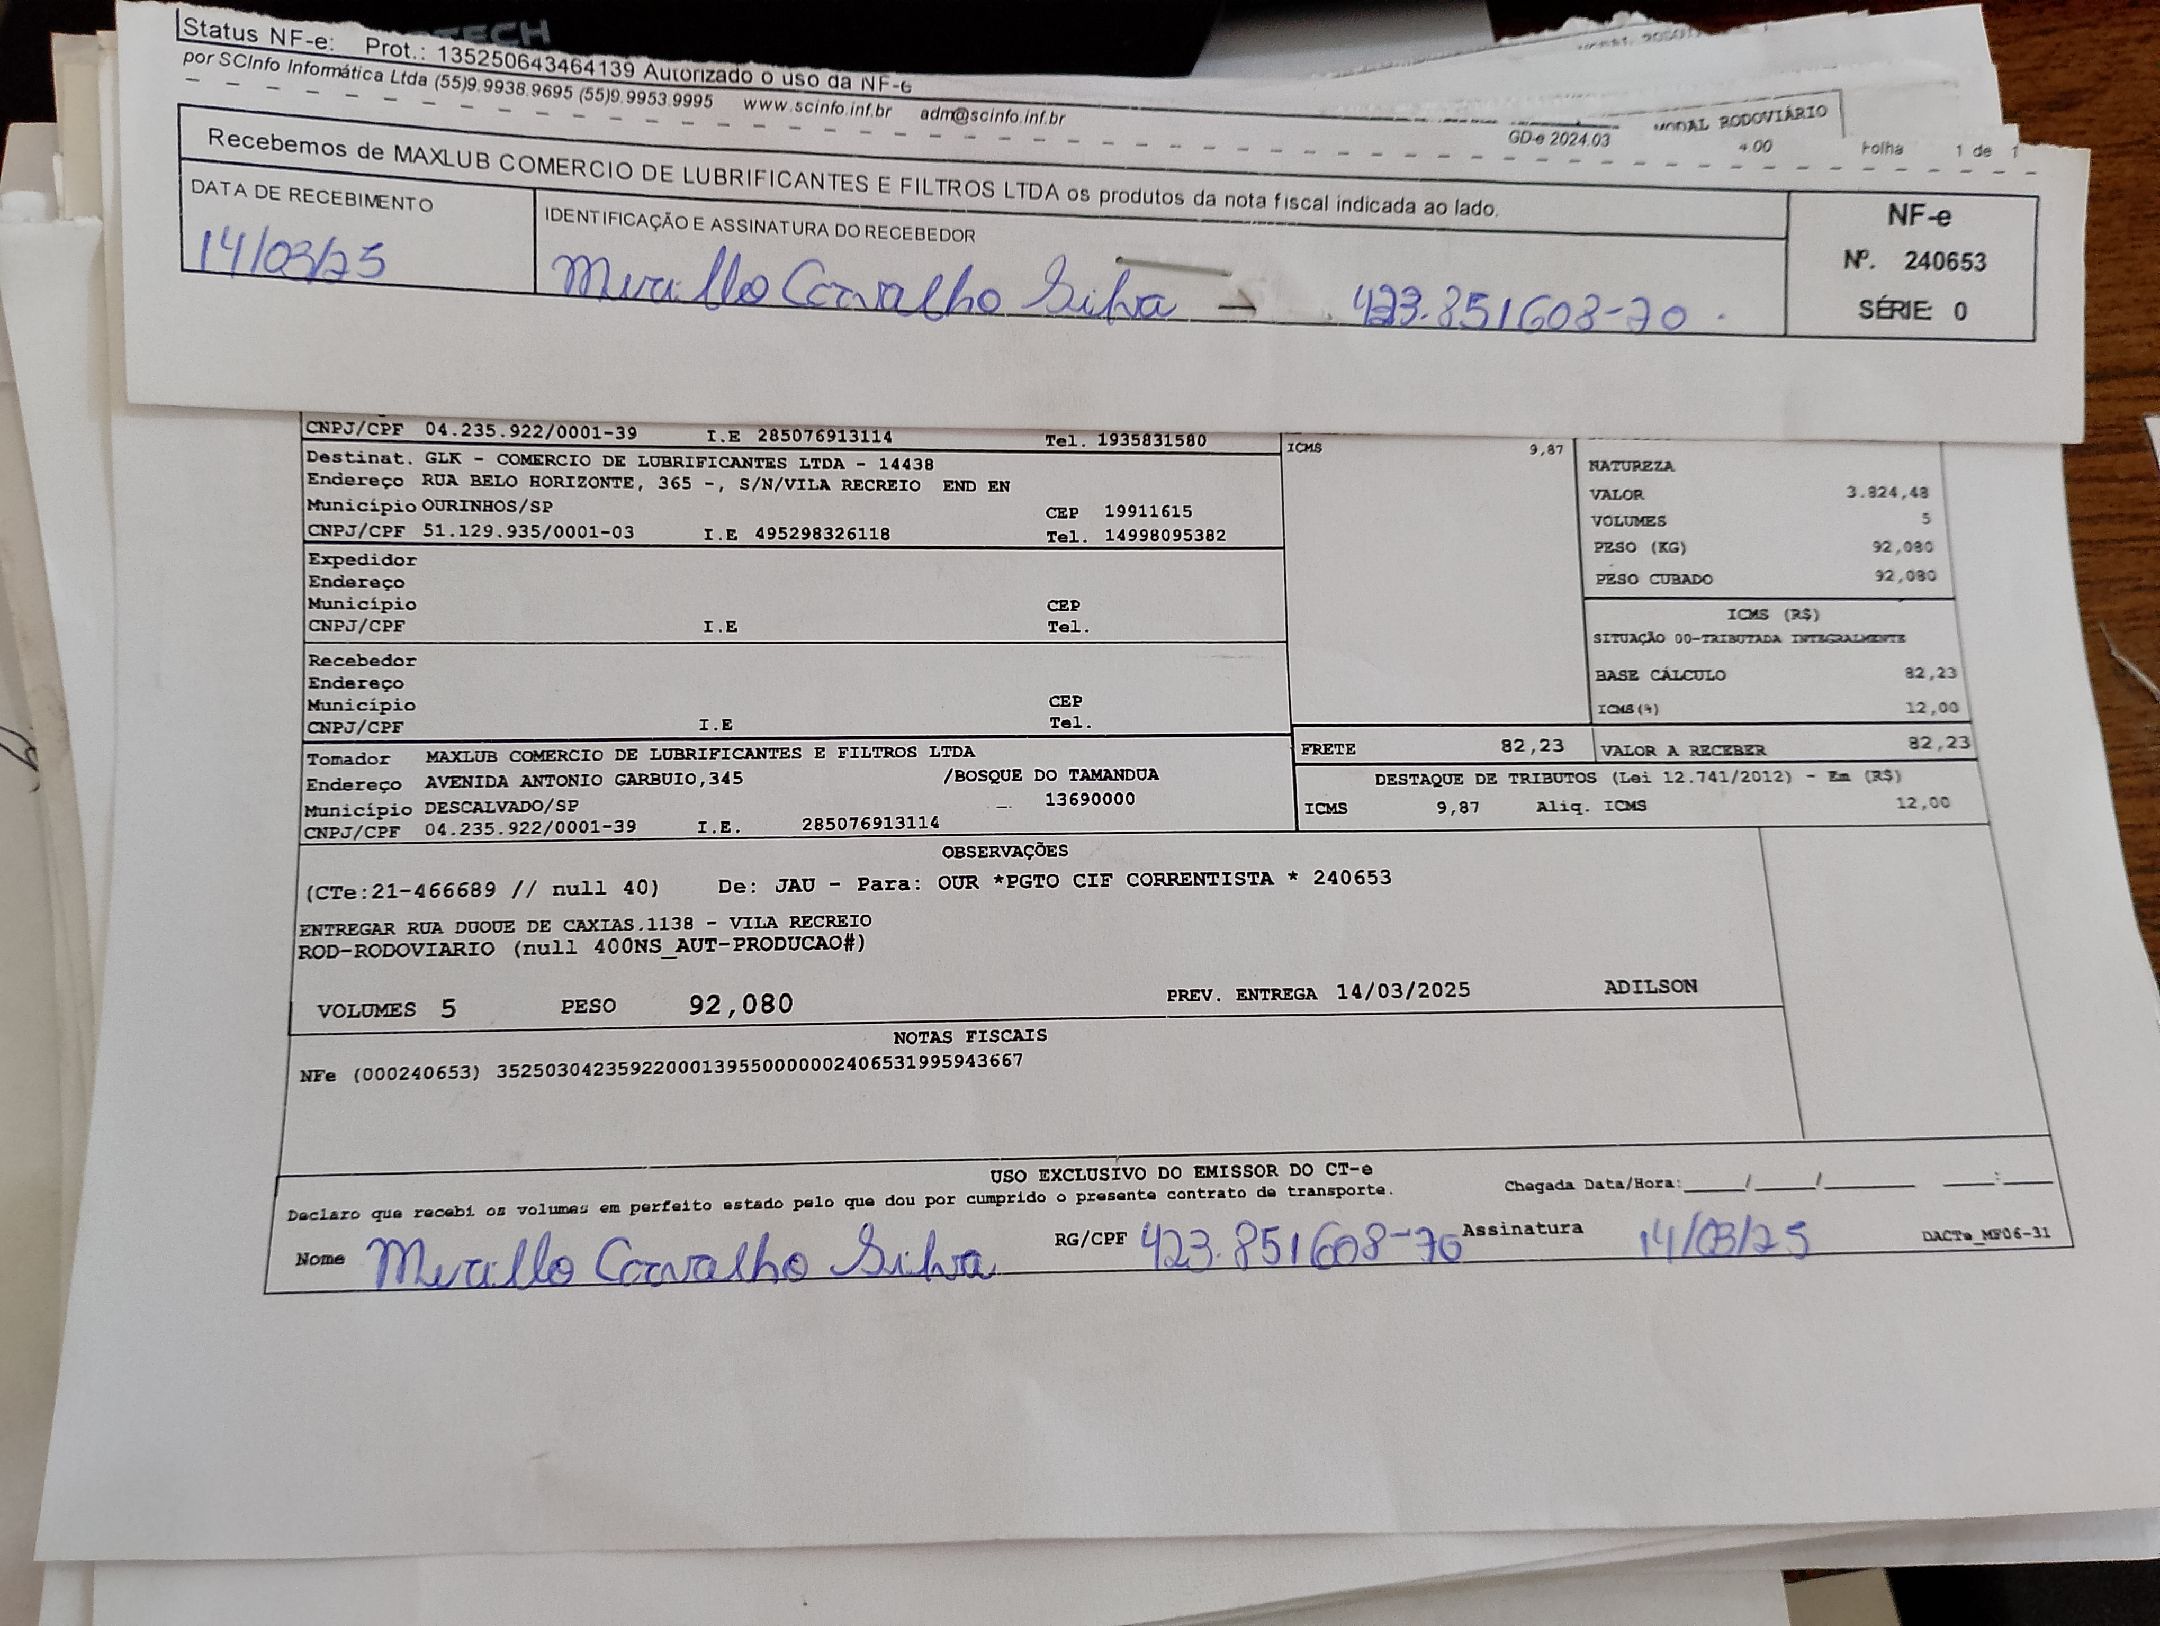 TECH
Status NF-e: Prot.: 135250643464139 Autorizado o uso da NF-e
por SCInfo Informática Ltda (55)9.9938.9695 (55)9.9953.9995 www.scinfo.inf.br adm@scinfo.inf.br
MODAL RODOVIÁRIO
GD-e 2024.03 4.00 Folha 1 de 1
Recebemos de MAXLUB COMERCIO DE LUBRIFICANTES E FILTROS LTDA os produtos da nota fiscal indicada ao lado.
DATA DE RECEBIMENTO
14/03/25
IDENTIFICAÇÃO E ASSINATURA DO RECEBEDOR
Murillo Carvalho Silva - 423.851608-70.
NF-e
Nº. 240653
SÉRIE: 0
CNPJ/CPF 04.235.922/0001-39 I.E 285076913114 Tel. 1935831580
Destinat. GLK - COMERCIO DE LUBRIFICANTES LTDA - 14438
Endereço RUA BELO HORIZONTE, 365 -, S/N/VILA RECREIO END EN
Município OURINHOS/SP CEP 19911615
CNPJ/CPF 51.129.935/0001-03 I.E 495298326118 Tel. 14998095382
Expedidor
Endereço
Município CEP
CNPJ/CPF I.E Tel.
Recebedor
Endereço
Município CEP
CNPJ/CPF I.E Tel.
Tomador MAXLUB COMERCIO DE LUBRIFICANTES E FILTROS LTDA
Endereço AVENIDA ANTONIO GARBUIO,345 /BOSQUE DO TAMANDUA
Município DESCALVADO/SP 13690000
CNPJ/CPF 04.235.922/0001-39 I.E. 285076913114
ICMS 9,87
NATUREZA
VALOR 3.824,48
VOLUMES 5
PESO (KG) 92,080
PESO CUBADO 92,080
ICMS (R$)
SITUAÇÃO 00-TRIBUTADA INTEGRALMENTE
BASE CÁLCULO 82,23
ICMS(%) 12,00
FRETE 82,23 VALOR A RECEBER 82,23
DESTAQUE DE TRIBUTOS (Lei 12.741/2012) - Em (R$)
ICMS 9,87 Aliq. ICMS 12,00
OBSERVAÇÕES
(CTe:21-466689 // null 40) De: JAU - Para: OUR *PGTO CIF CORRENTISTA * 240653
ENTREGAR RUA DUQUE DE CAXIAS,1138 - VILA RECREIO
ROD-RODOVIARIO (null 400NS_AUT-PRODUCAO#)
VOLUMES 5 PESO 92,080 PREV. ENTREGA 14/03/2025 ADILSON
NOTAS FISCAIS
NFe (000240653) 35250304235922000139550000002406531995943667
USO EXCLUSIVO DO EMISSOR DO CT-e
Declaro que recebi os volumes em perfeito estado pelo que dou por cumprido o presente contrato de transporte. Chegada Data/Hora:____/____/______ ___:___
Nome Murillo Carvalho Silva RG/CPF 423.851608-70 Assinatura 14/03/25 DACTe_MF06-31